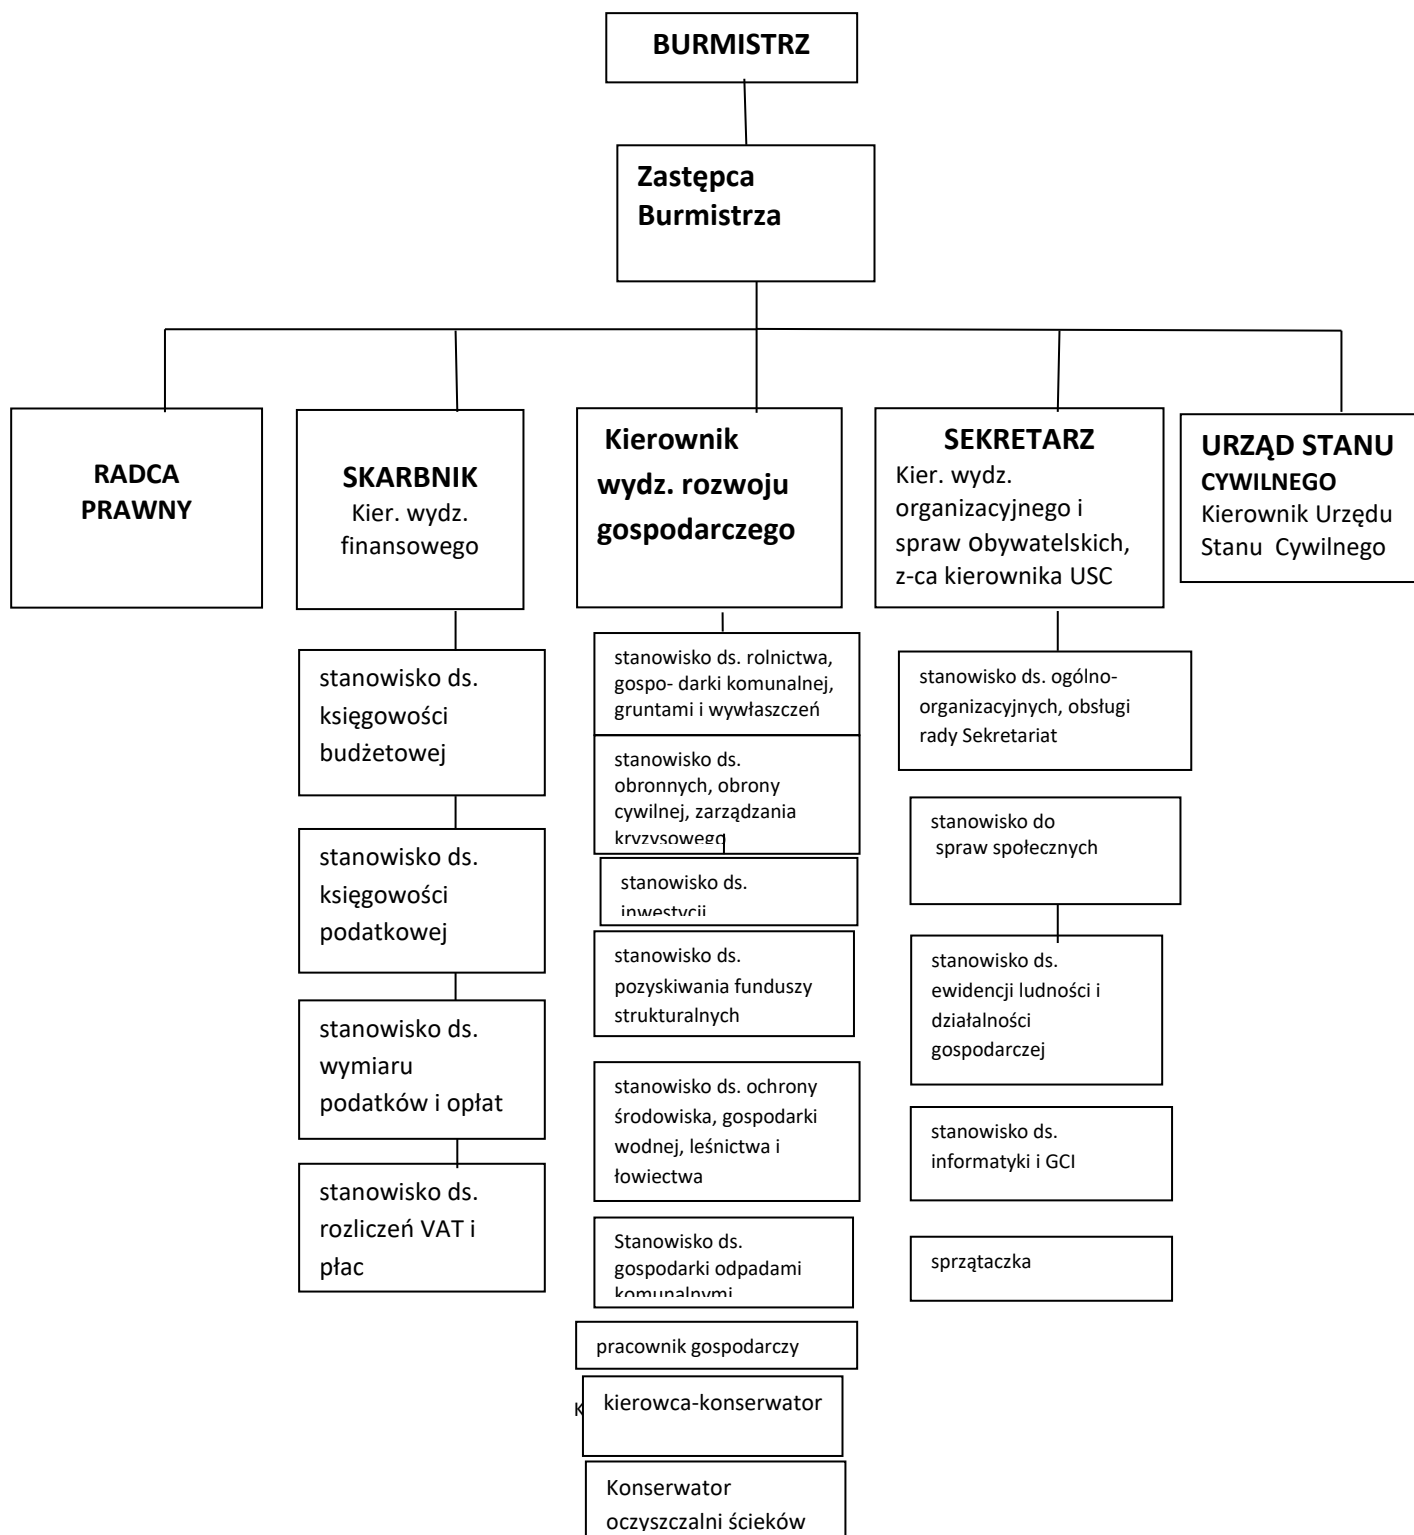 BURMISTRZ
Zastępca
Burmistrza
RADCA
PRAWNY
SKARBNIK
Kier. wydz.
finansowego
Kierownik
wydz. rozwoju
gospodarczego
SEKRETARZ
Kier. wydz.
organizacyjnego i
spraw obywatelskich,
z-ca kierownika USC
URZĄD STANU
CYWILNEGO
Kierownik Urzędu
Stanu Cywilnego
stanowisko ds.
księgowości
budżetowej
stanowisko ds.
księgowości
podatkowej
stanowisko ds.
wymiaru
podatków i opłat
stanowisko ds.
rozliczeń VAT i
płac
stanowisko ds. rolnictwa,
gospo- darki komunalnej,
gruntami i wywłaszczeń
stanowisko ds.
obronnych, obrony
cywilnej, zarządzania
kryzysowego
stanowisko ds.
inwestycji
stanowisko ds.
pozyskiwania funduszy
strukturalnych
stanowisko ds. ochrony
środowiska, gospodarki
wodnej, leśnictwa i
łowiectwa
Stanowisko ds.
gospodarki odpadami
komunalnymi
pracownik gospodarczy
K
kierowca-konserwator
Konserwator
oczyszczalni ścieków
stanowisko ds. ogólno-
organizacyjnych, obsługi
rady Sekretariat
stanowisko do
spraw społecznych
stanowisko ds.
ewidencji ludności i
działalności
gospodarczej
stanowisko ds.
informatyki i GCI
sprzątaczka